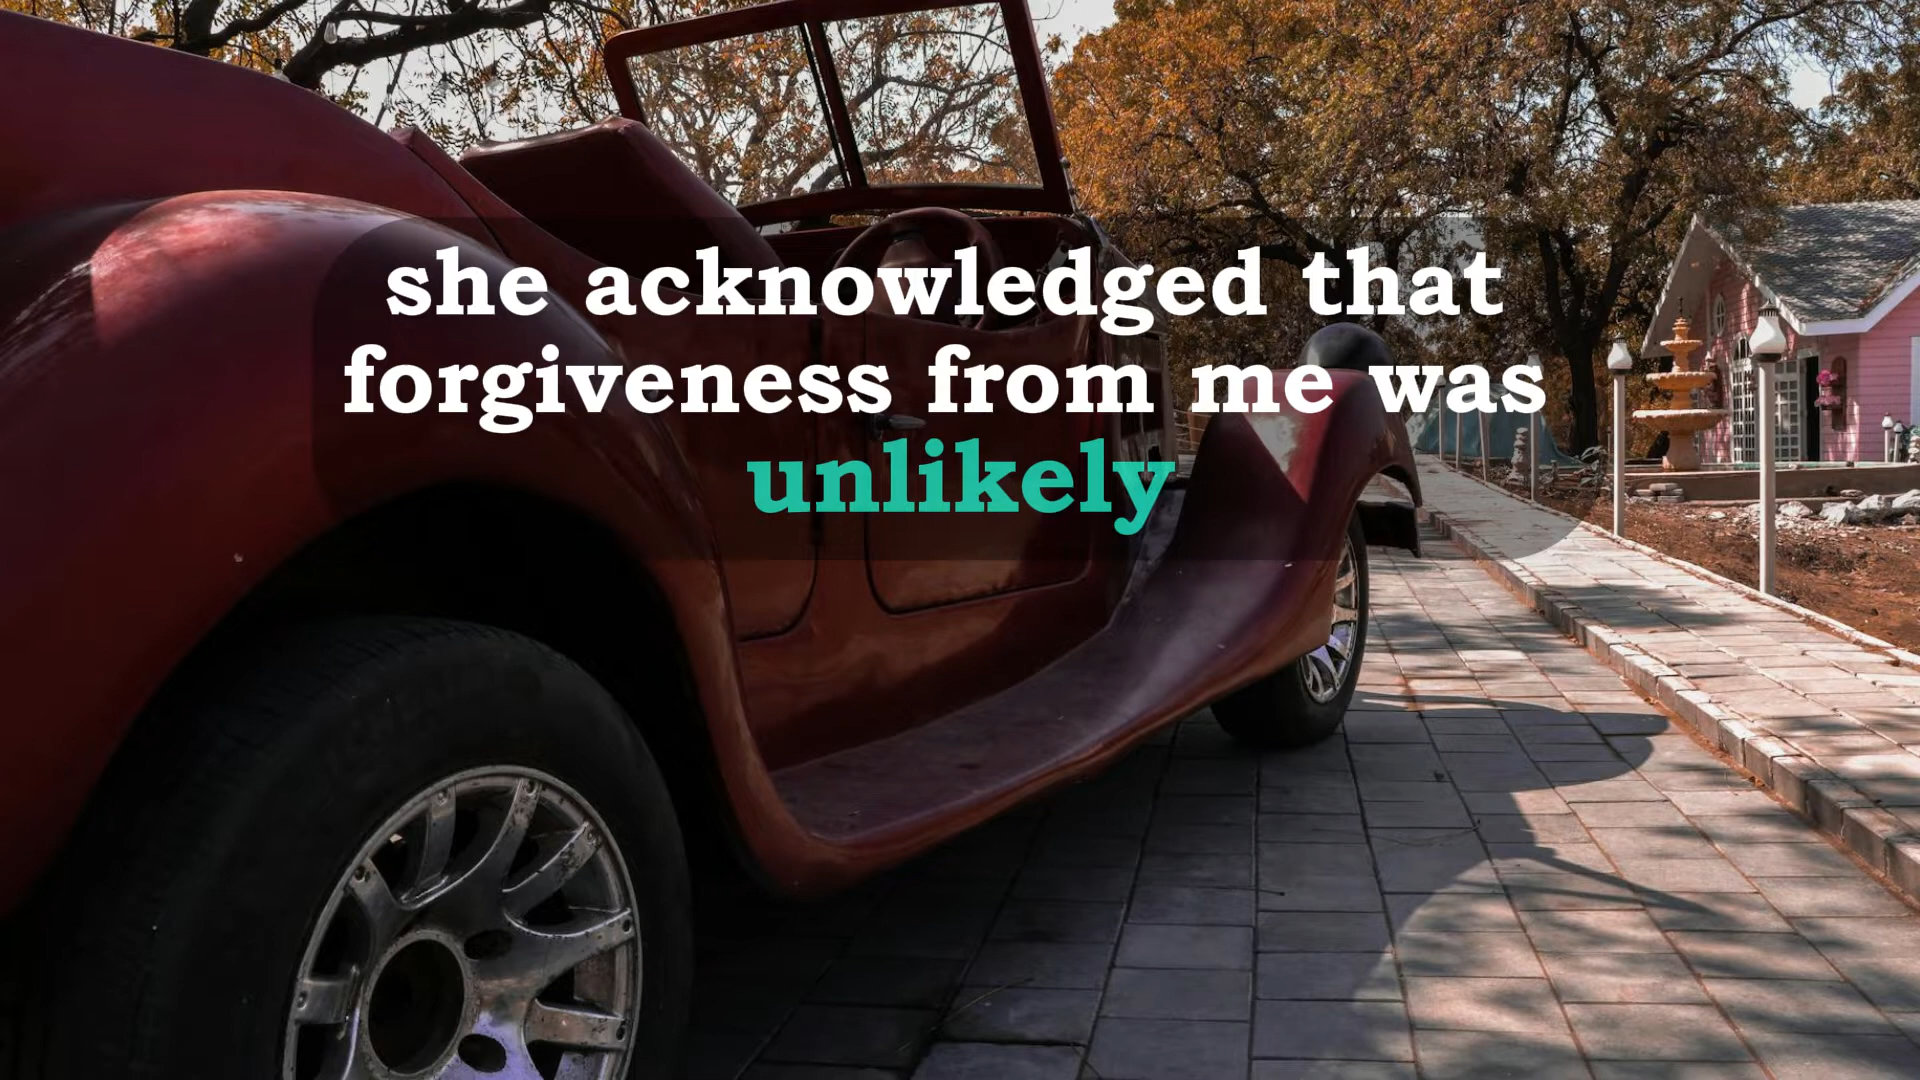 she acknowledged that
forgiveness from me was
unlikely